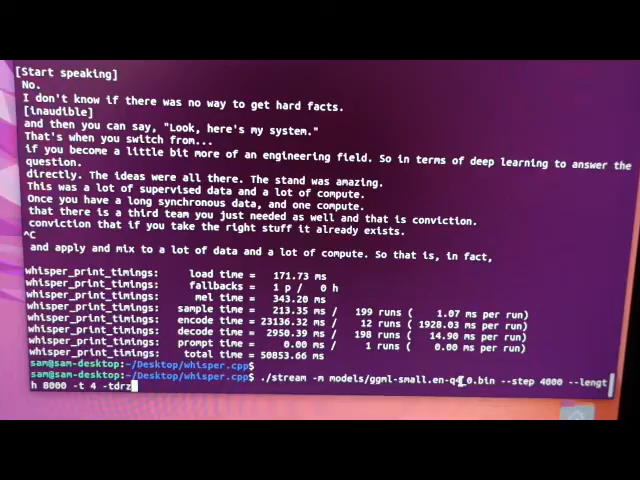 [Start speaking]
No.
I don't know if there was no way to get hard facts.
[inaudible]
and then you can say, "Look, here's my system."
That's when you switch from...
if you become a little bit more of an engineering field. So in terms of deep learning to answer the
question.
directly. The ideas were all there. The stand was amazing.
This was a lot of supervised data and a lot of compute.
Once you have a long synchronous data, and one compute.
that there is a third team you just needed as well and that is conviction.
conviction that if you take the right stuff it already exists.
^C
and apply and mix to a lot of data and a lot of compute. So that is, in fact,
whisper_print_timings: load time = 171.73 ms
whisper_print_timings: fallbacks = 1 p / 0 h
whisper_print_timings: mel time = 343.20 ms
whisper_print_timings: sample time = 213.35 ms / 199 runs ( 1.07 ms per run)
whisper_print_timings: encode time = 23136.32 ms / 12 runs ( 1928.03 ms per run)
whisper_print_timings: decode time = 2950.39 ms / 198 runs ( 14.90 ms per run)
whisper_print_timings: prompt time = 0.00 ms / 1 runs ( 0.00 ms per run)
whisper_print_timings: total time = 50853.66 ms
sam@sam-desktop:~/Desktop/whisper.cpp$
sam@sam-desktop:~/Desktop/whisper.cpp$ ./stream -m models/ggml-small.en-q4_0.bin --step 4000 --lengt
h 8000 -t 4 -tdrz